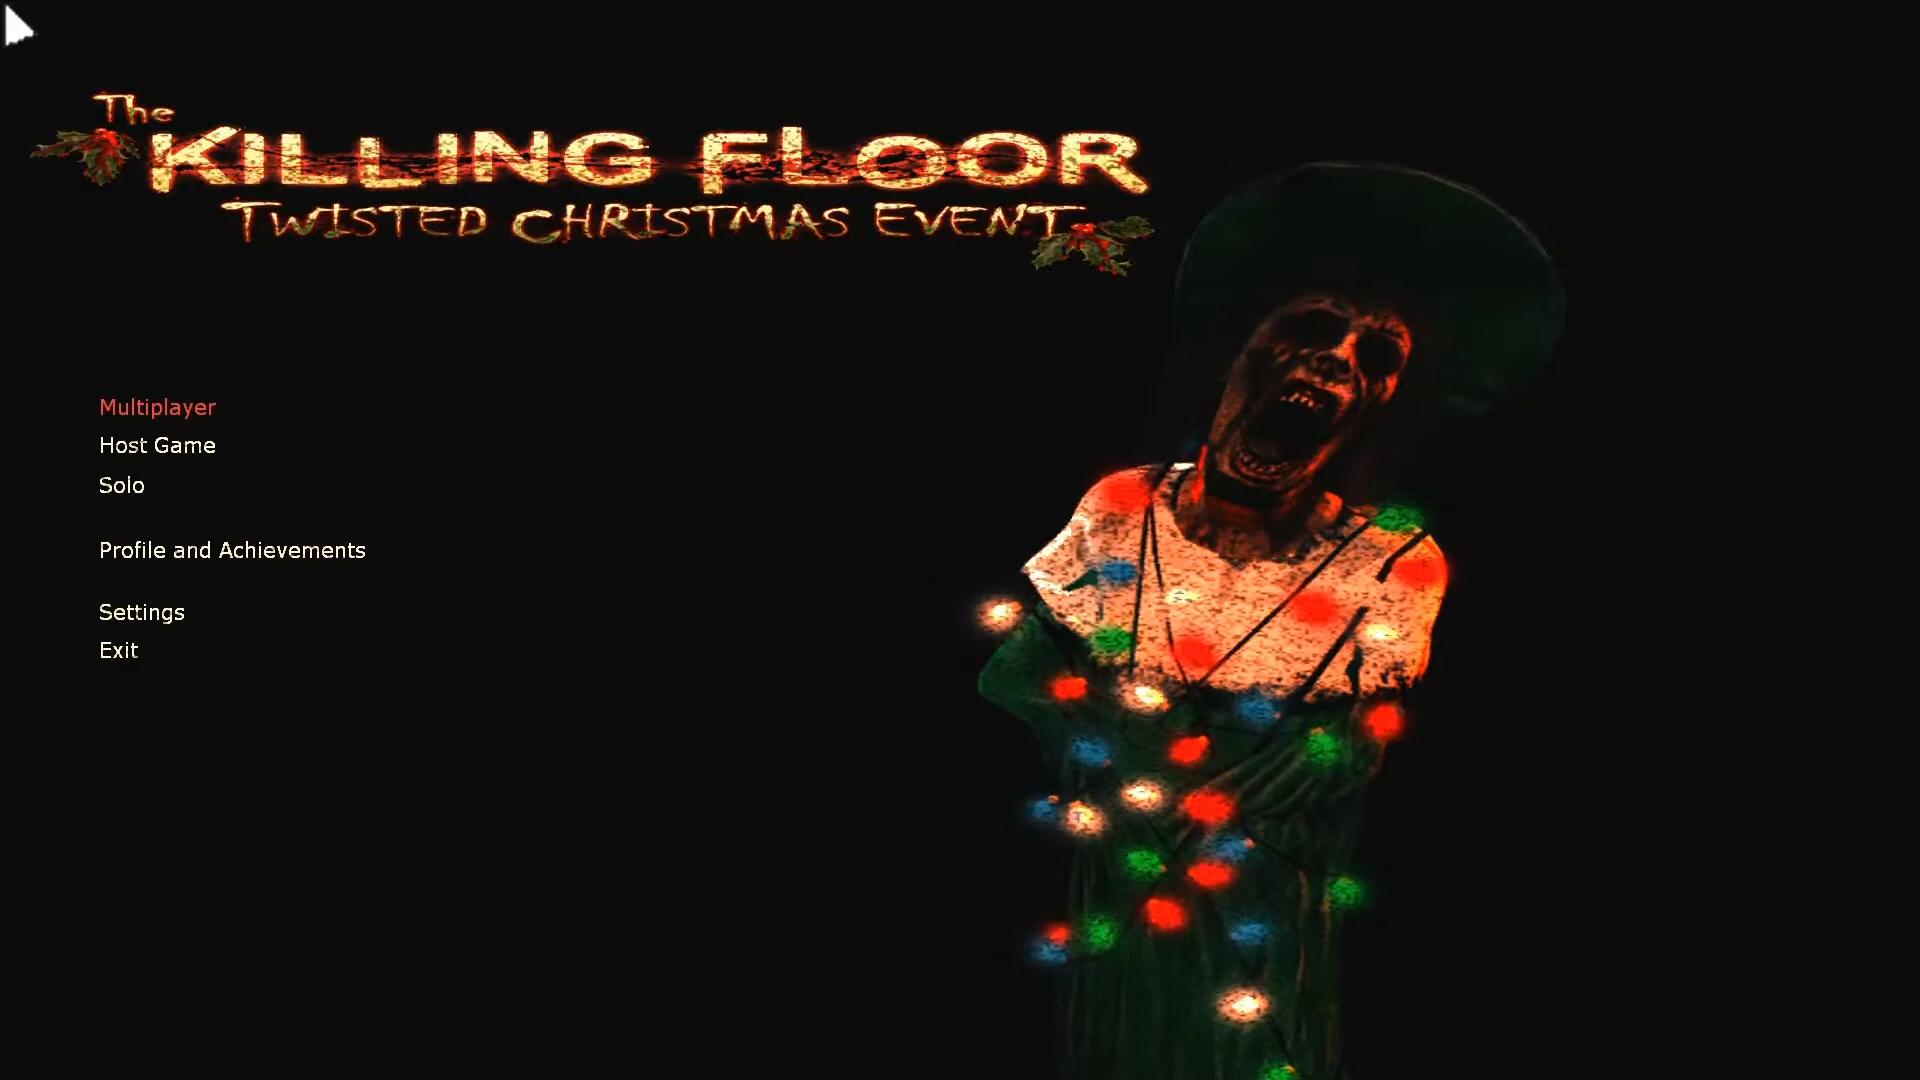 The
KILLING FLOOR
TWISTED CHRISTMAS EVENT
Multiplayer
Host Game
Solo
Profile and Achievements
Settings
Exit